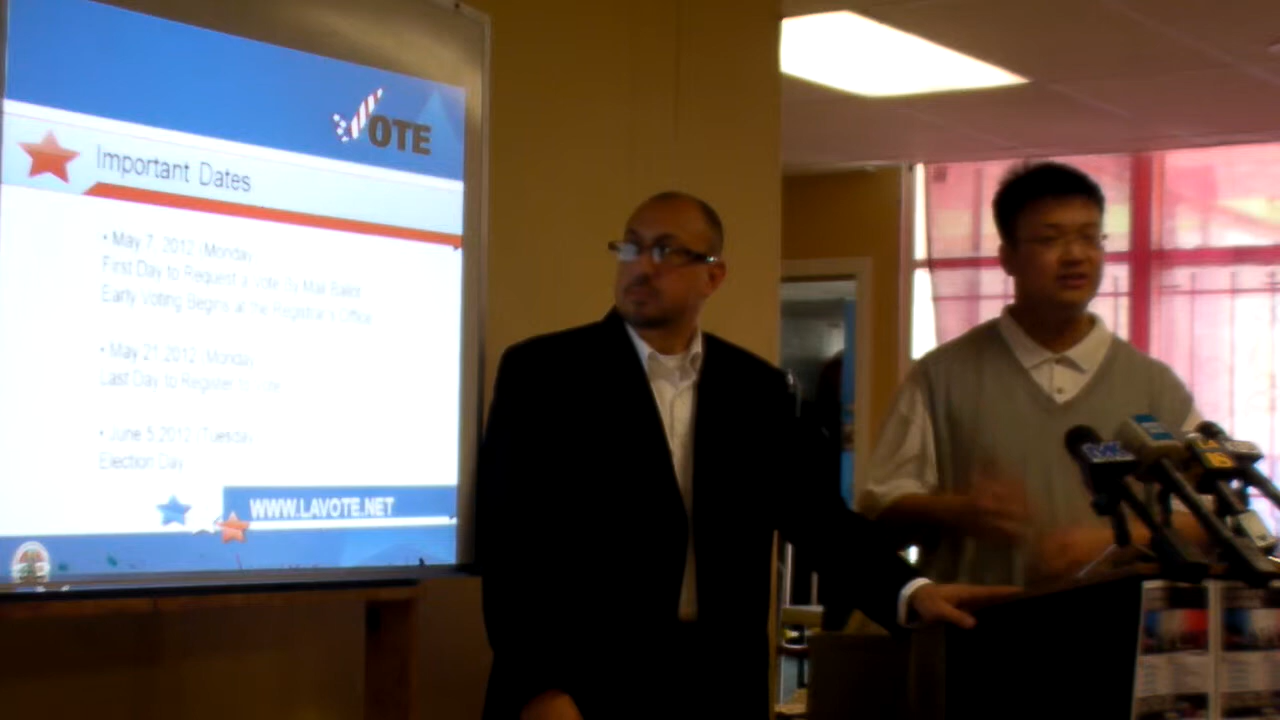 VOTE
Important Dates
• May 7, 2012 (Monday)
First Day to Request a Vote By Mail Ballot
Early Voting Begins at the Registrar's Office
• May 21, 2012 (Monday)
Last Day to Register to Vote
• June 5, 2012 (Tuesday)
Election Day
WWW.LAVOTE.NET
LA
18